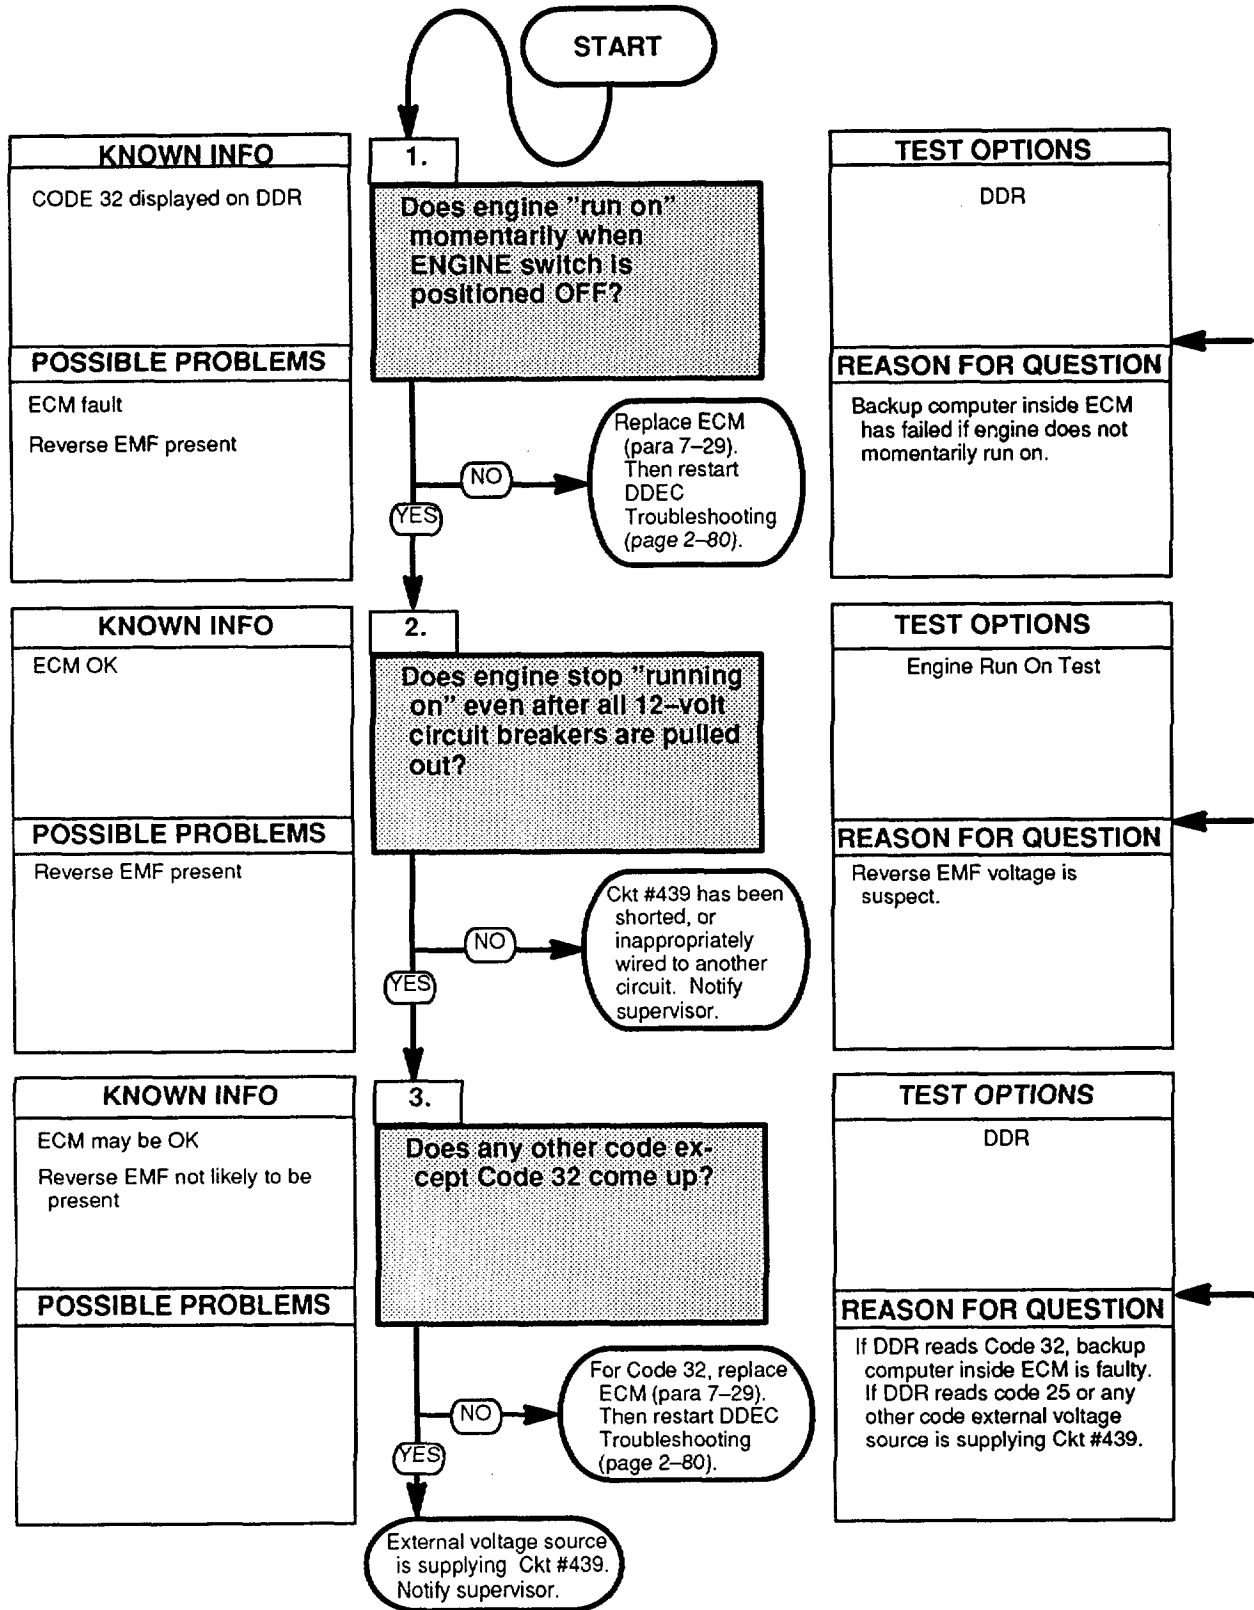 START
KNOWN INFO
CODE 32 displayed on DDR
POSSIBLE PROBLEMS
ECM fault
Reverse EMF present
1.
Does engine "run on"
momentarily when
ENGINE switch is
positioned OFF?
NO
YES
Replace ECM
(para 7–29).
Then restart
DDEC
Troubleshooting
(page 2–80).
TEST OPTIONS
DDR
REASON FOR QUESTION
Backup computer inside ECM
has failed if engine does not
momentarily run on.
KNOWN INFO
ECM OK
POSSIBLE PROBLEMS
Reverse EMF present
2.
Does engine stop "running
on" even after all 12–volt
circuit breakers are pulled
out?
NO
YES
Ckt #439 has been
shorted, or
inappropriately
wired to another
circuit. Notify
supervisor.
TEST OPTIONS
Engine Run On Test
REASON FOR QUESTION
Reverse EMF voltage is
suspect.
KNOWN INFO
ECM may be OK
Reverse EMF not likely to be
present
POSSIBLE PROBLEMS
3.
Does any other code ex-
cept Code 32 come up?
NO
YES
For Code 32, replace
ECM (para 7–29).
Then restart DDEC
Troubleshooting
(page 2–80).
External voltage source
is supplying Ckt #439.
Notify supervisor.
TEST OPTIONS
DDR
REASON FOR QUESTION
If DDR reads Code 32, backup
computer inside ECM is faulty.
If DDR reads code 25 or any
other code external voltage
source is supplying Ckt #439.